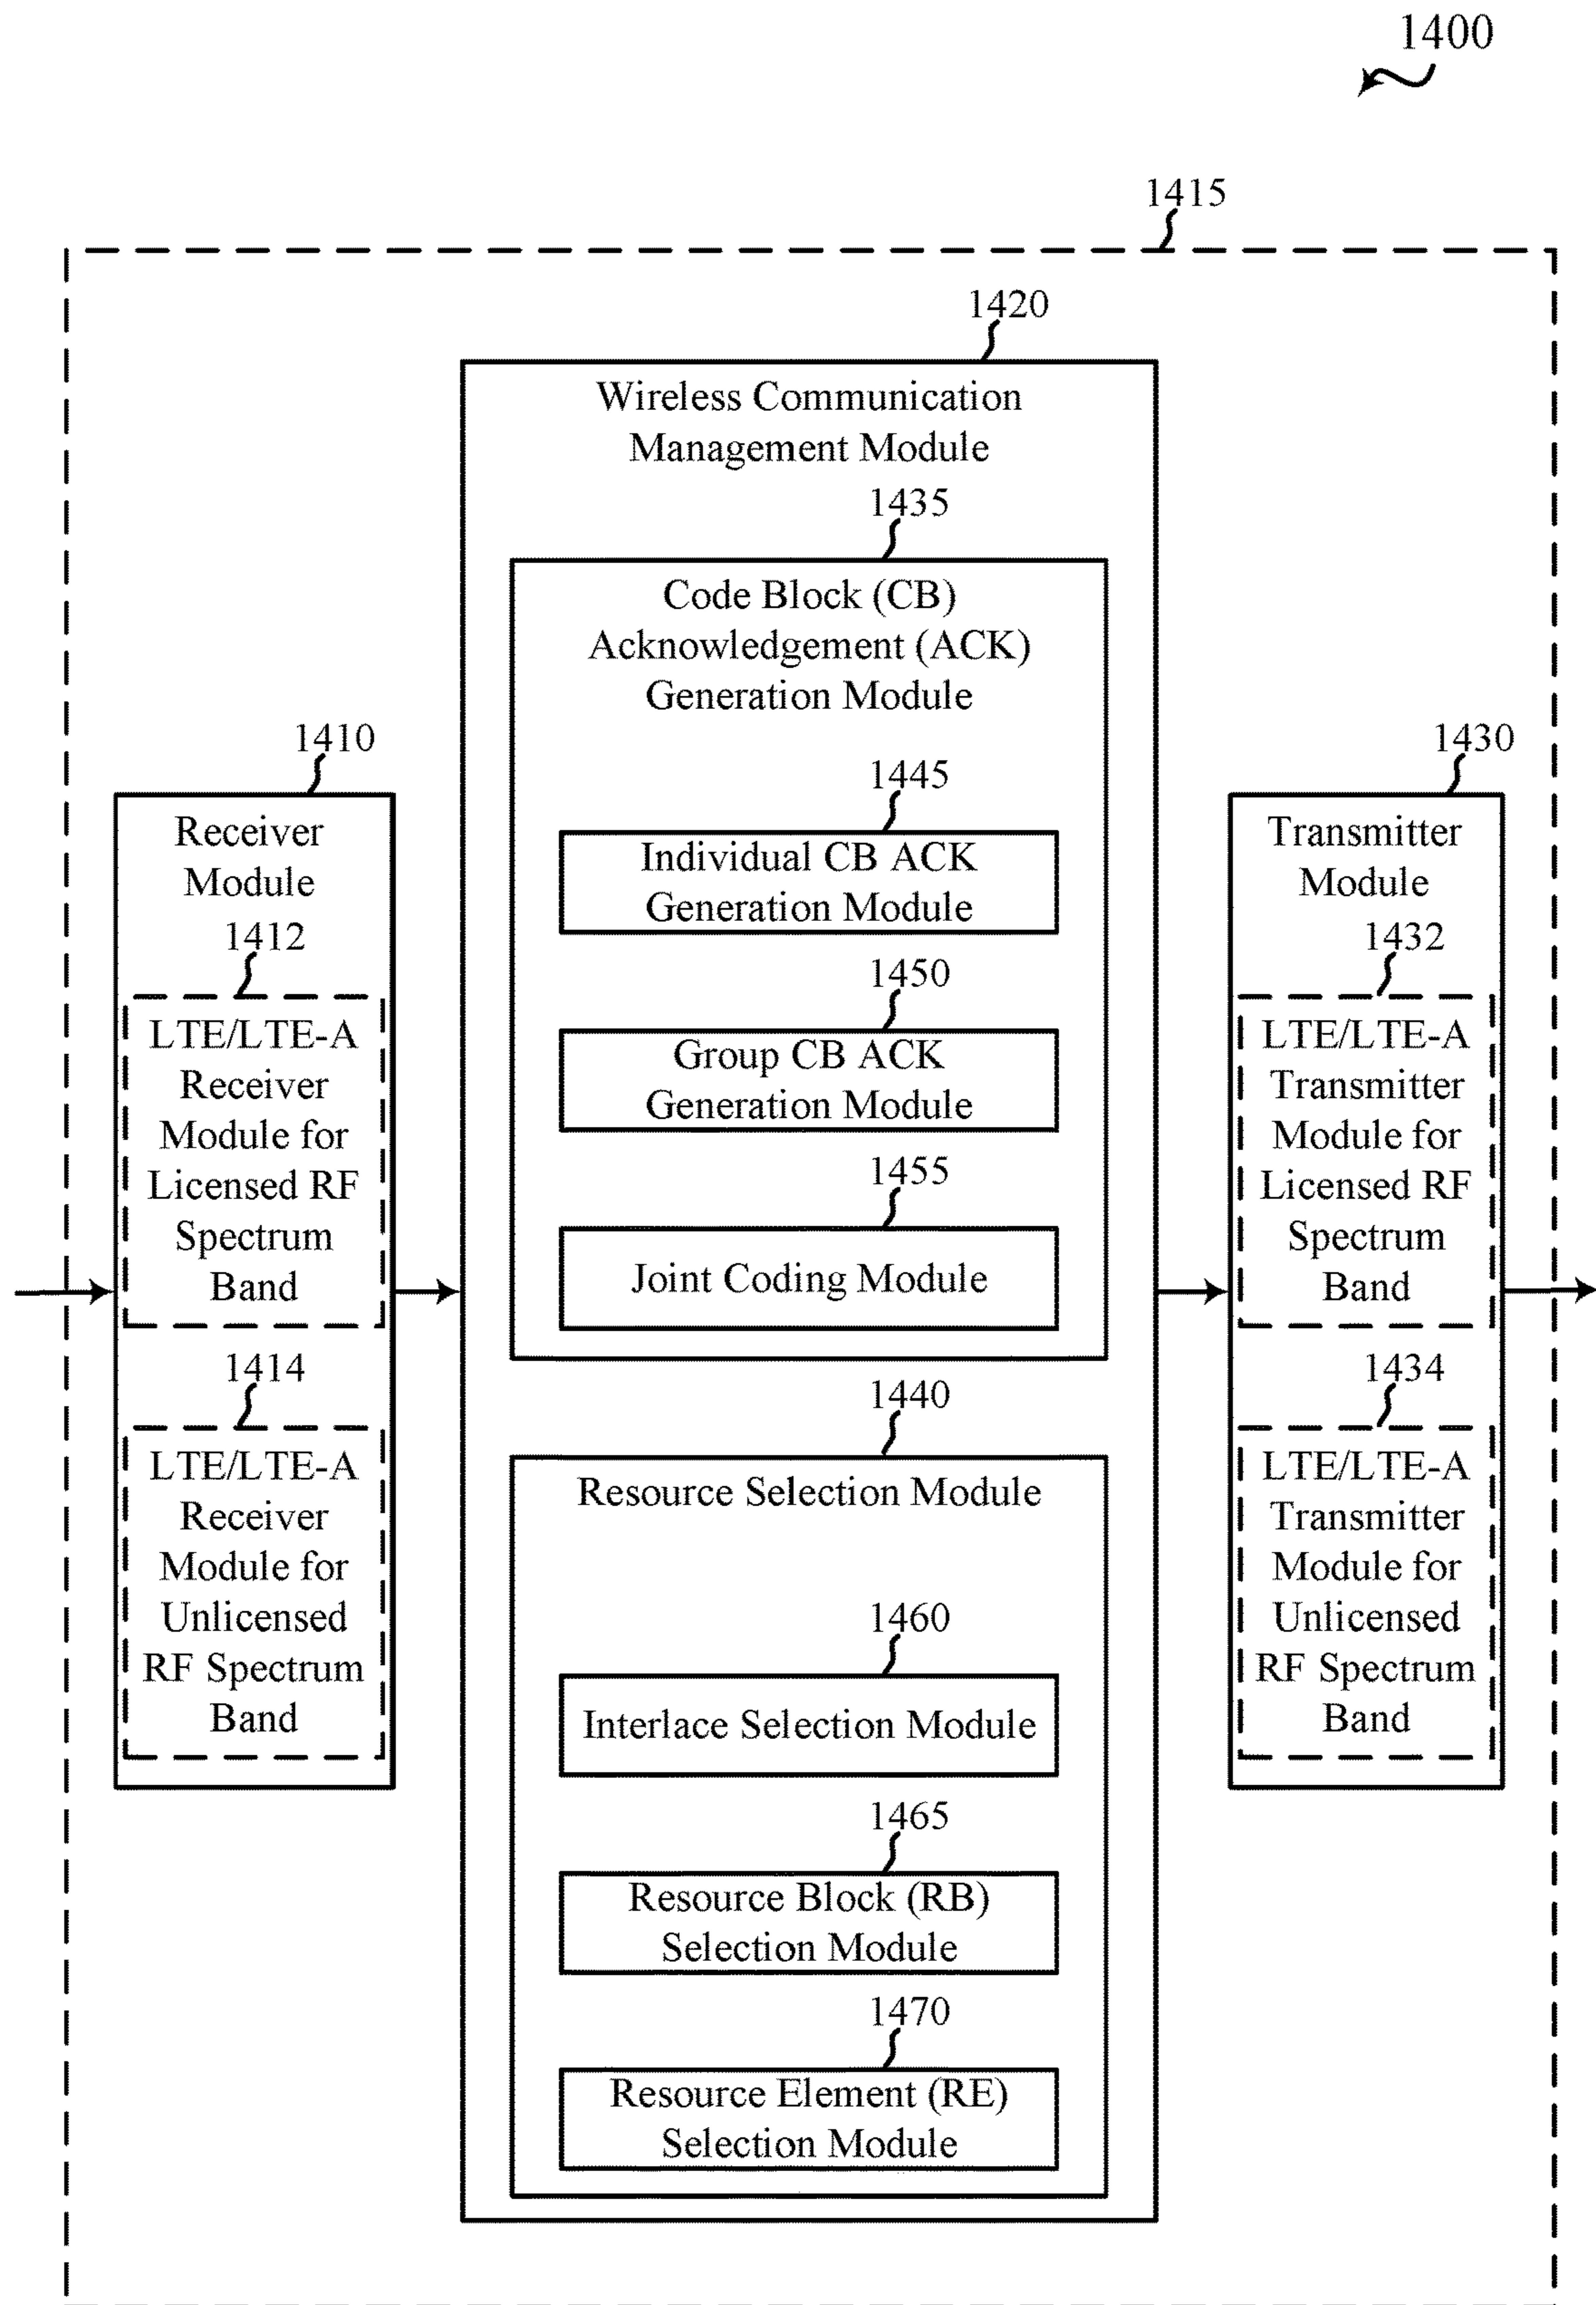 1400
1415
1420
Wireless Communication
Management Module
1435
Code Block (CB)
Acknowledgement (ACK)
Generation Module
1445
Individual CB ACK
Generation Module
1450
Group CB ACK
Generation Module
1455
Joint Coding Module
1440
Resource Selection Module
1460
Interlace Selection Module
1465
Resource Block (RB)
Selection Module
1470
Resource Element (RE)
Selection Module
1410
Receiver
Module
1412
LTE/LTE-A
Receiver
Module for
Licensed RF
Spectrum
Band
1414
LTE/LTE-A
Receiver
Module for
Unlicensed
RF Spectrum
Band
1430
Transmitter
Module
1432
LTE/LTE-A
Transmitter
Module for
Licensed RF
Spectrum
Band
1434
LTE/LTE-A
Transmitter
Module for
Unlicensed
RF Spectrum
Band